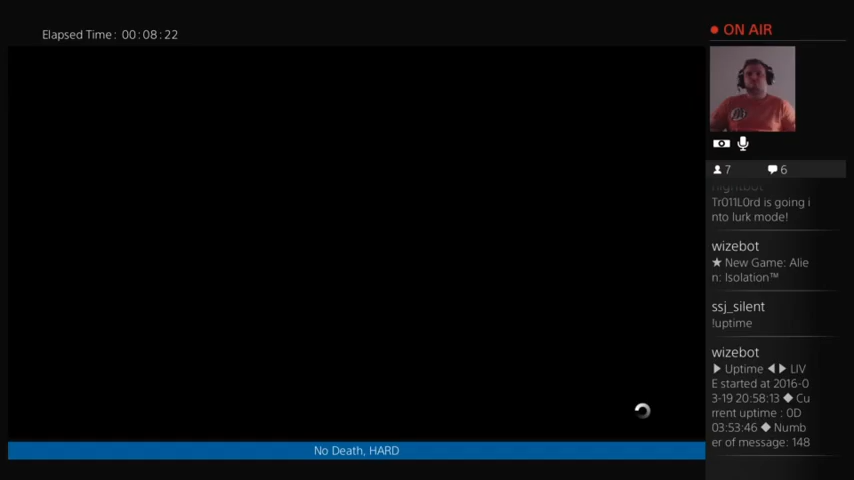 Elapsed Time: 00:08:22
ON AIR
7 6
nightbot
Tr011L0rd is going i
nto lurk mode!
wizebot
★ New Game: Alie
n: Isolation™
ssj_silent
!uptime
wizebot
▶ Uptime ◀▶ LIV
E started at 2016-0
3-19 20:58:13 ◆ Cu
rrent uptime : 0D
03:53:46 ◆ Numb
er of message: 148
No Death, HARD